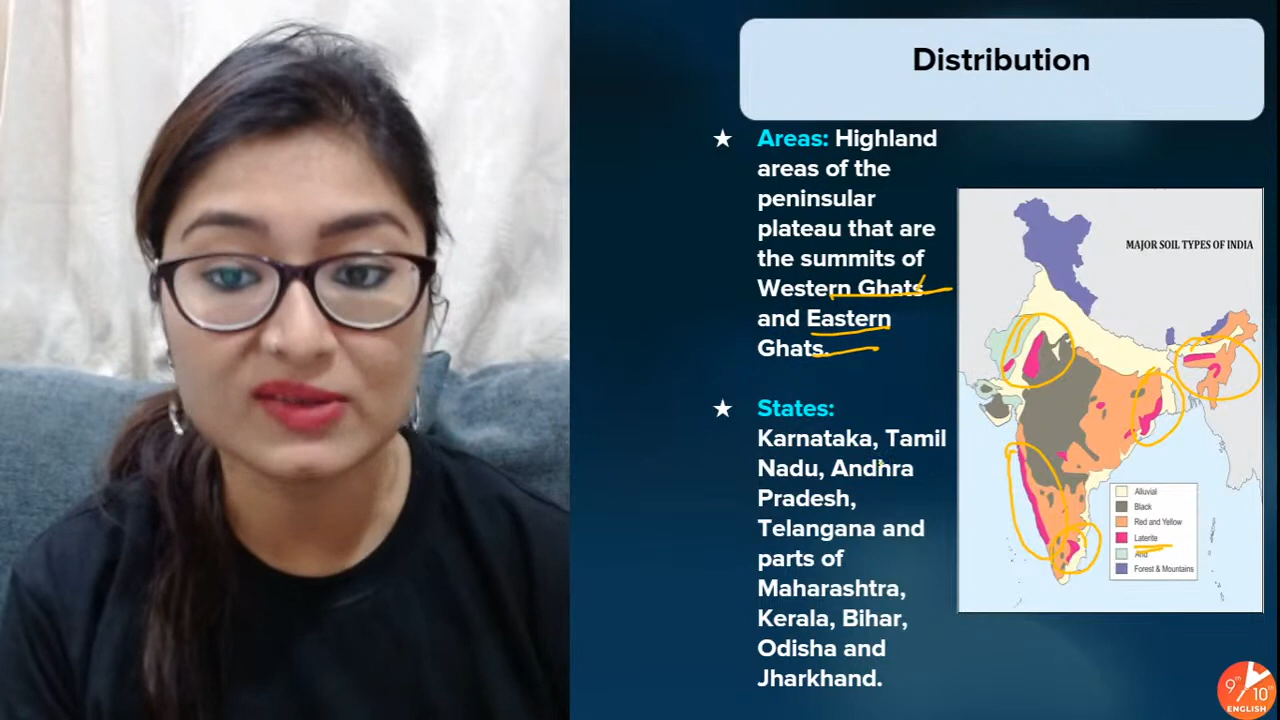 Distribution
★ Areas: Highland
areas of the
peninsular
plateau that are
the summits of
Western Ghats
and Eastern
Ghats.
★ States:
Karnataka, Tamil
Nadu, Andhra
Pradesh,
Telangana and
parts of
Maharashtra,
Kerala, Bihar,
Odisha and
Jharkhand.
MAJOR SOIL TYPES OF INDIA
Alluvial
Black
Red and Yellow
Laterite
Forest & Mountains
9th 10th
ENGLISH